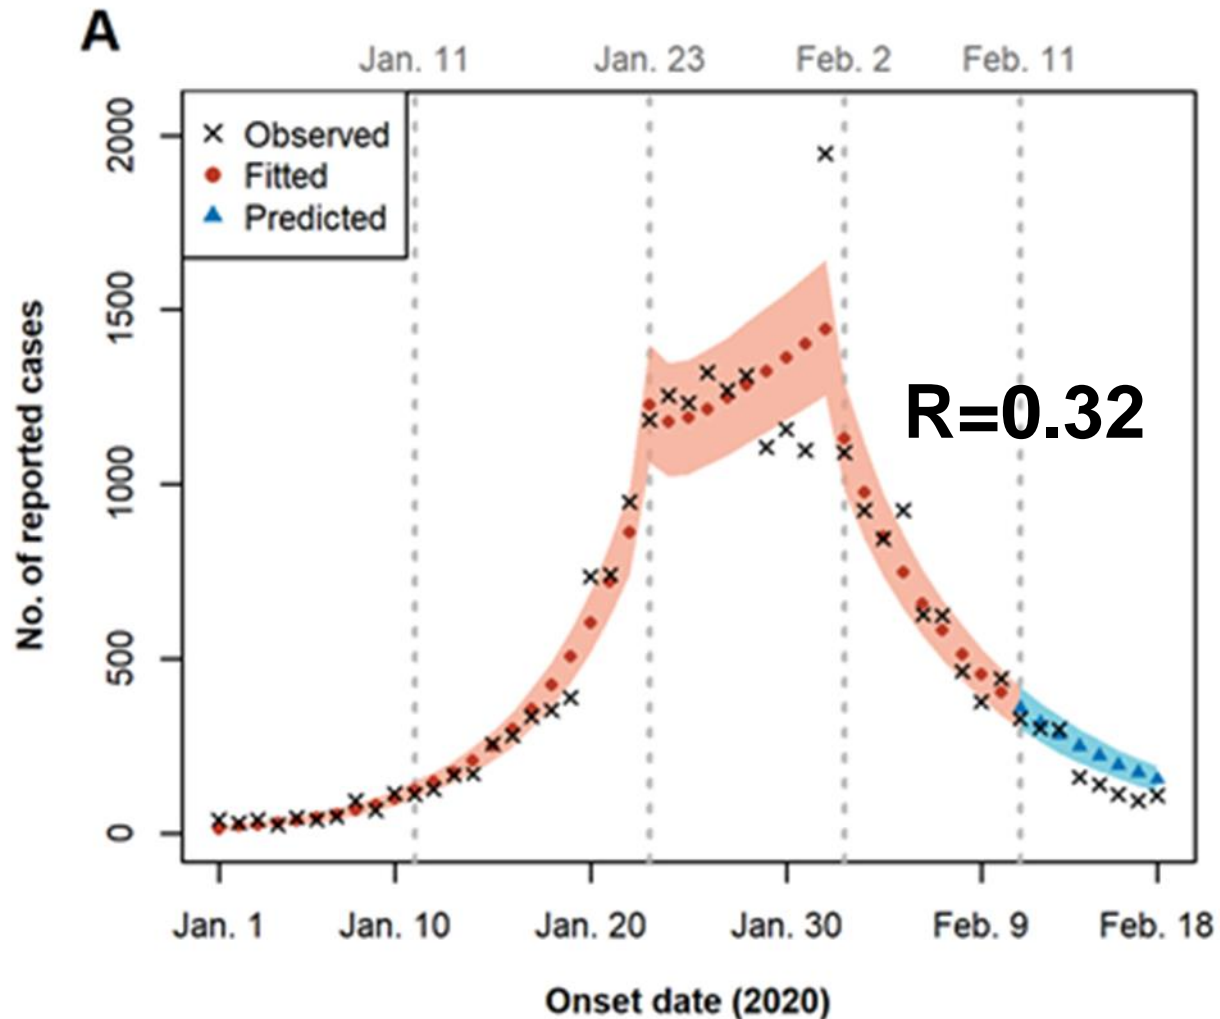 A
Jan. 11 Jan. 23 Feb. 2 Feb. 11
Observed
Fitted
Predicted
R=0.32
No. of reported cases
2000
1500
1000
500
0
Jan. 1 Jan. 10 Jan. 20 Jan. 30 Feb. 9 Feb. 18
Onset date (2020)